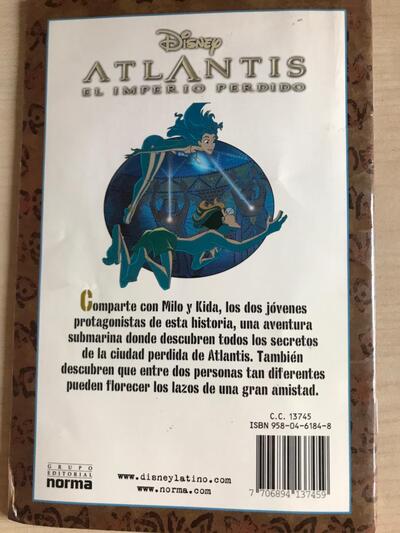 Disney
ATLANTIS
EL IMPERIO PERDIDO
Comparte con Milo y Kida, los dos jóvenes
protagonistas de esta historia, una aventura
submarina donde descubren todos los secretos
de la ciudad perdida de Atlantis. También
descubren que entre dos personas tan diferentes
pueden florecer los lazos de una gran amistad.
C.C. 13745
ISBN 958-04-6184-8
GRUPO
EDITORIAL
norma
www.disneylatino.com
www.norma.com
7 706894 137459